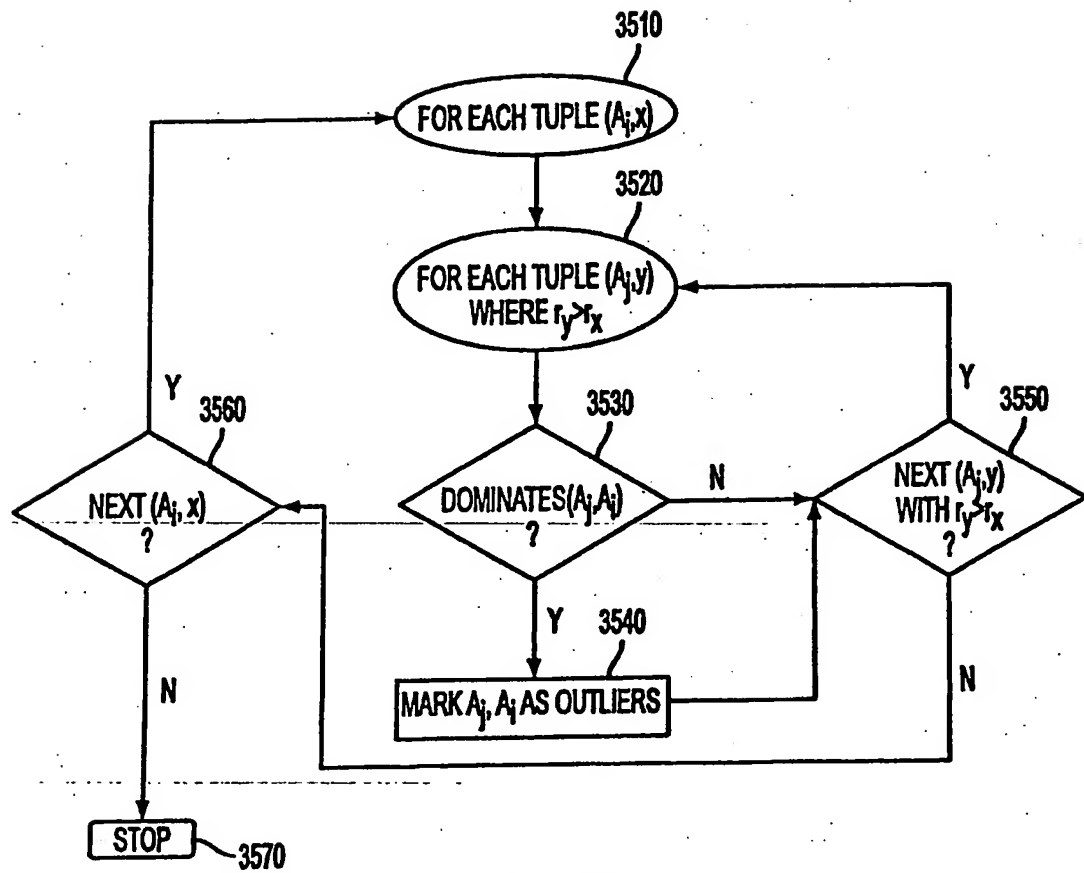 3510
FOR EACH TUPLE (Ai,x)
3520
FOR EACH TUPLE (Aj,y)
WHERE ry>rx
Y
3560
NEXT (Ai, x)
?
N
3530
DOMINATES(Aj,Ai)
?
N
Y
Y
3550
NEXT (Aj,y)
WITH ry>rx
?
N
3540
MARK Aj, Ai AS OUTLIERS
STOP
3570